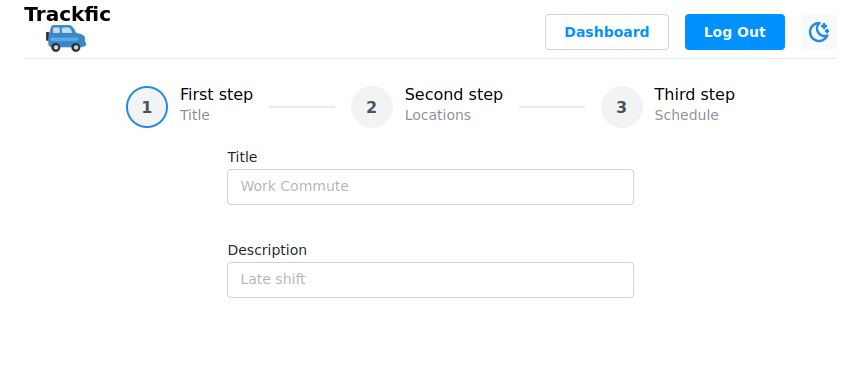 Trackfic
Dashboard
Log Out
1
First step
Title
2
Second step
Locations
3
Third step
Schedule
Title
Work Commute
Description
Late shift